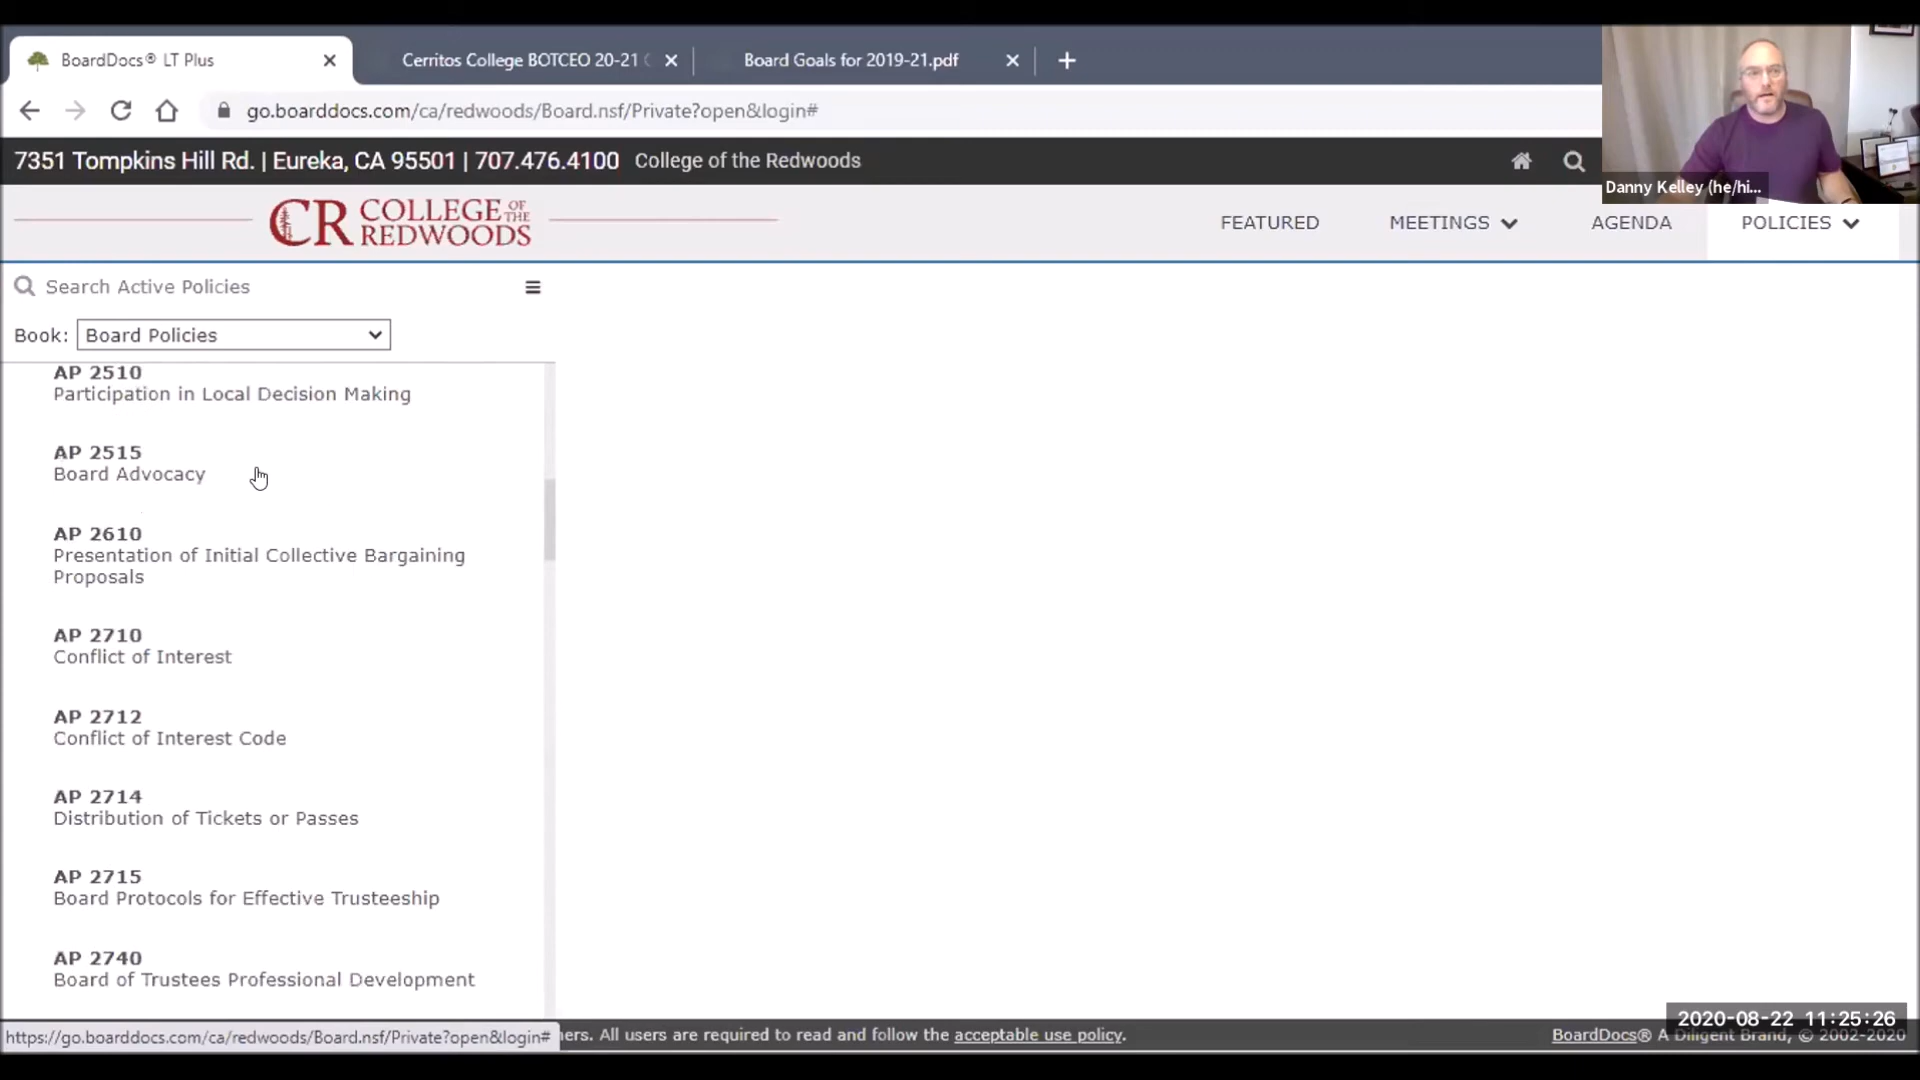 BoardDocs® LT Plus
Cerritos College BOTCEO 20-21
Board Goals for 2019-21.pdf
go.boarddocs.com/ca/redwoods/Board.nsf/Private?open&login#
7351 Tompkins Hill Rd. | Eureka, CA 95501 | 707.476.4100 College of the Redwoods
Danny Kelley (he/hi...
CR COLLEGE OF THE REDWOODS
FEATURED MEETINGS AGENDA POLICIES
Search Active Policies
Book: Board Policies
AP 2510
Participation in Local Decision Making
AP 2515
Board Advocacy
AP 2610
Presentation of Initial Collective Bargaining
Proposals
AP 2710
Conflict of Interest
AP 2712
Conflict of Interest Code
AP 2714
Distribution of Tickets or Passes
AP 2715
Board Protocols for Effective Trusteeship
AP 2740
Board of Trustees Professional Development
2020-08-22 11:25:26
https://go.boarddocs.com/ca/redwoods/Board.nsf/Private?open&login#
ers. All users are required to read and follow the acceptable use policy.
BoardDocs® A Diligent Brand, © 2002-2020